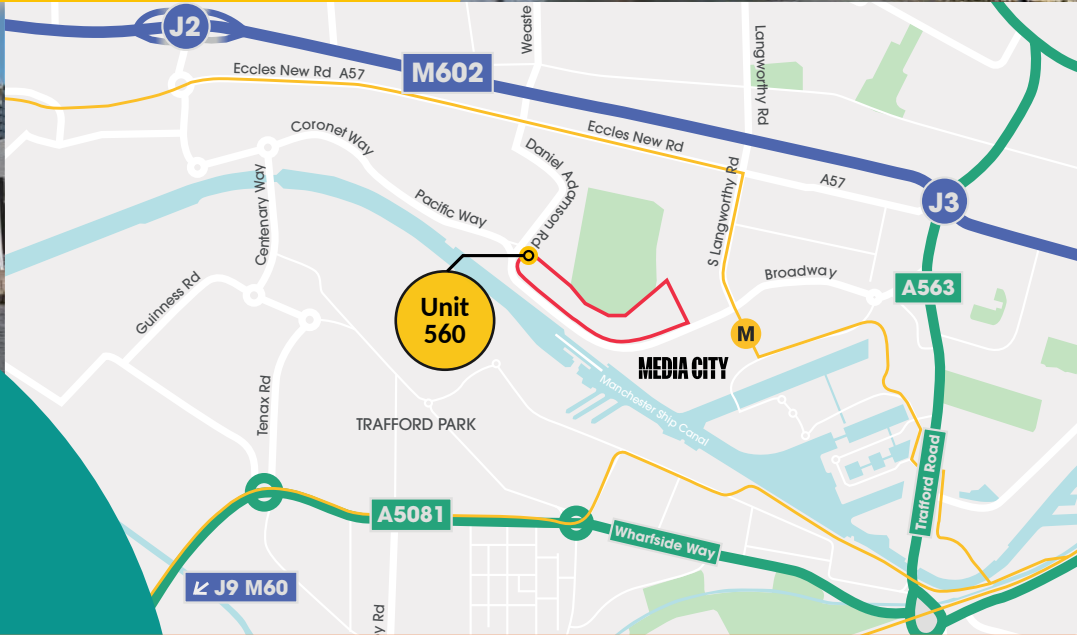 J2
Weaste
Langworthy Rd
M602
Eccles New Rd A57
Eccles New Rd
Coronet Way
Daniel Adamson Rd
A57
J3
Centenary Way
Pacific Way
S Langworthy Rd
Broadway
A563
Guinness Rd
Unit
560
M
MEDIA CITY
Manchester Ship Canal
Tenax Rd
TRAFFORD PARK
Trafford Road
A5081
Wharfside Way
J9 M60
y Rd